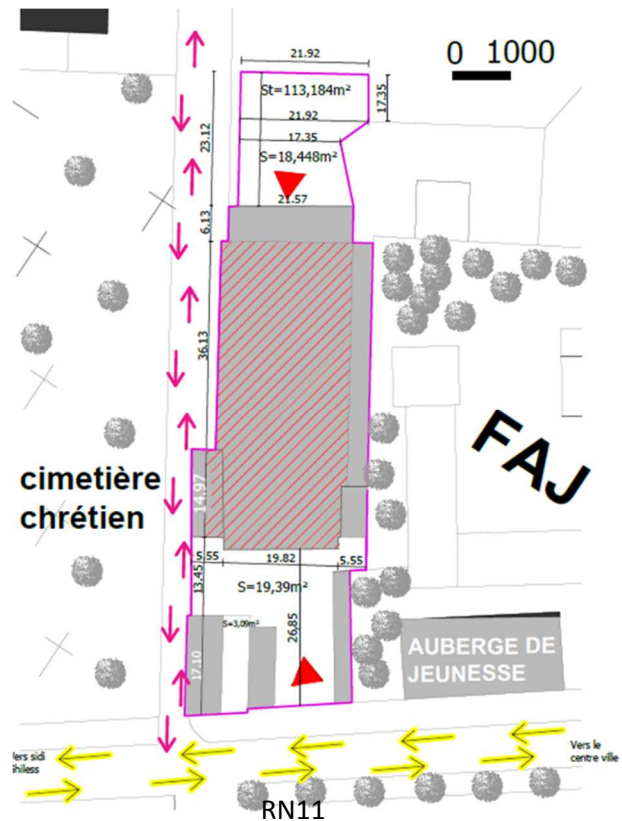 21.92
0 1000
St=113,184m²
17.35
21.92
17.35
23.12
S=18,448m²
21.57
6.13
36.13
FAJ
cimetière
chrétien
14.97
5.55
19.82
5.55
13.45
S=19,39m²
S=3,09m²
26,85
17.10
AUBERGE DE
JEUNESSE
Vers sidi
Vers le
centre ville
RN11